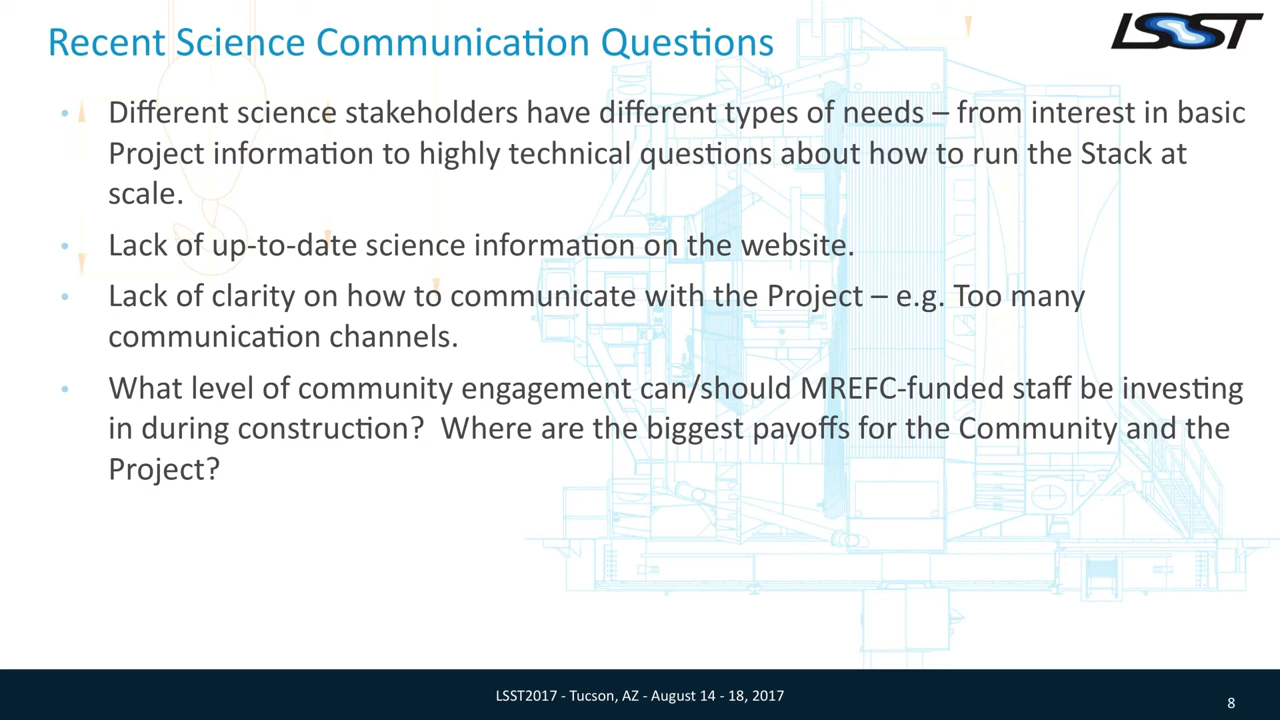 Recent Science Communication Questions
LSST
• Different science stakeholders have different types of needs – from interest in basic
Project information to highly technical questions about how to run the Stack at
scale.
• Lack of up-to-date science information on the website.
• Lack of clarity on how to communicate with the Project – e.g. Too many
communication channels.
• What level of community engagement can/should MREFC-funded staff be investing
in during construction?  Where are the biggest payoffs for the Community and the
Project?
LSST2017 - Tucson, AZ - August 14 - 18, 2017
8